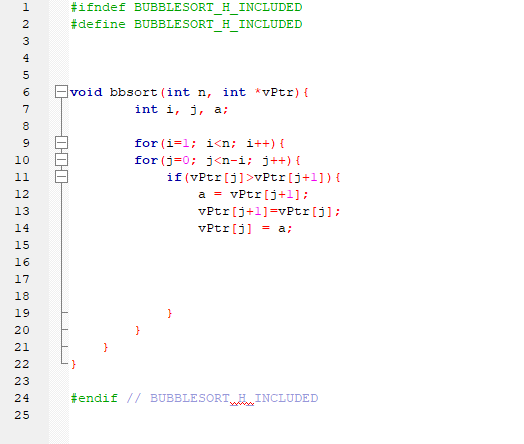 1 #ifndef BUBBLESORT_H_INCLUDED
2 #define BUBBLESORT_H_INCLUDED
3
4
5
6 void bbsort(int n, int *vPtr){
7 int i, j, a;
8
9 for(i=1; i<n; i++){
10 for(j=0; j<n-i; j++){
11 if(vPtr[j]>vPtr[j+1]){
12 a = vPtr[j+1];
13 vPtr[j+1]=vPtr[j];
14 vPtr[j] = a;
15
16
17
18
19 }
20 }
21 }
22 }
23
24 #endif // BUBBLESORT_H_INCLUDED
25